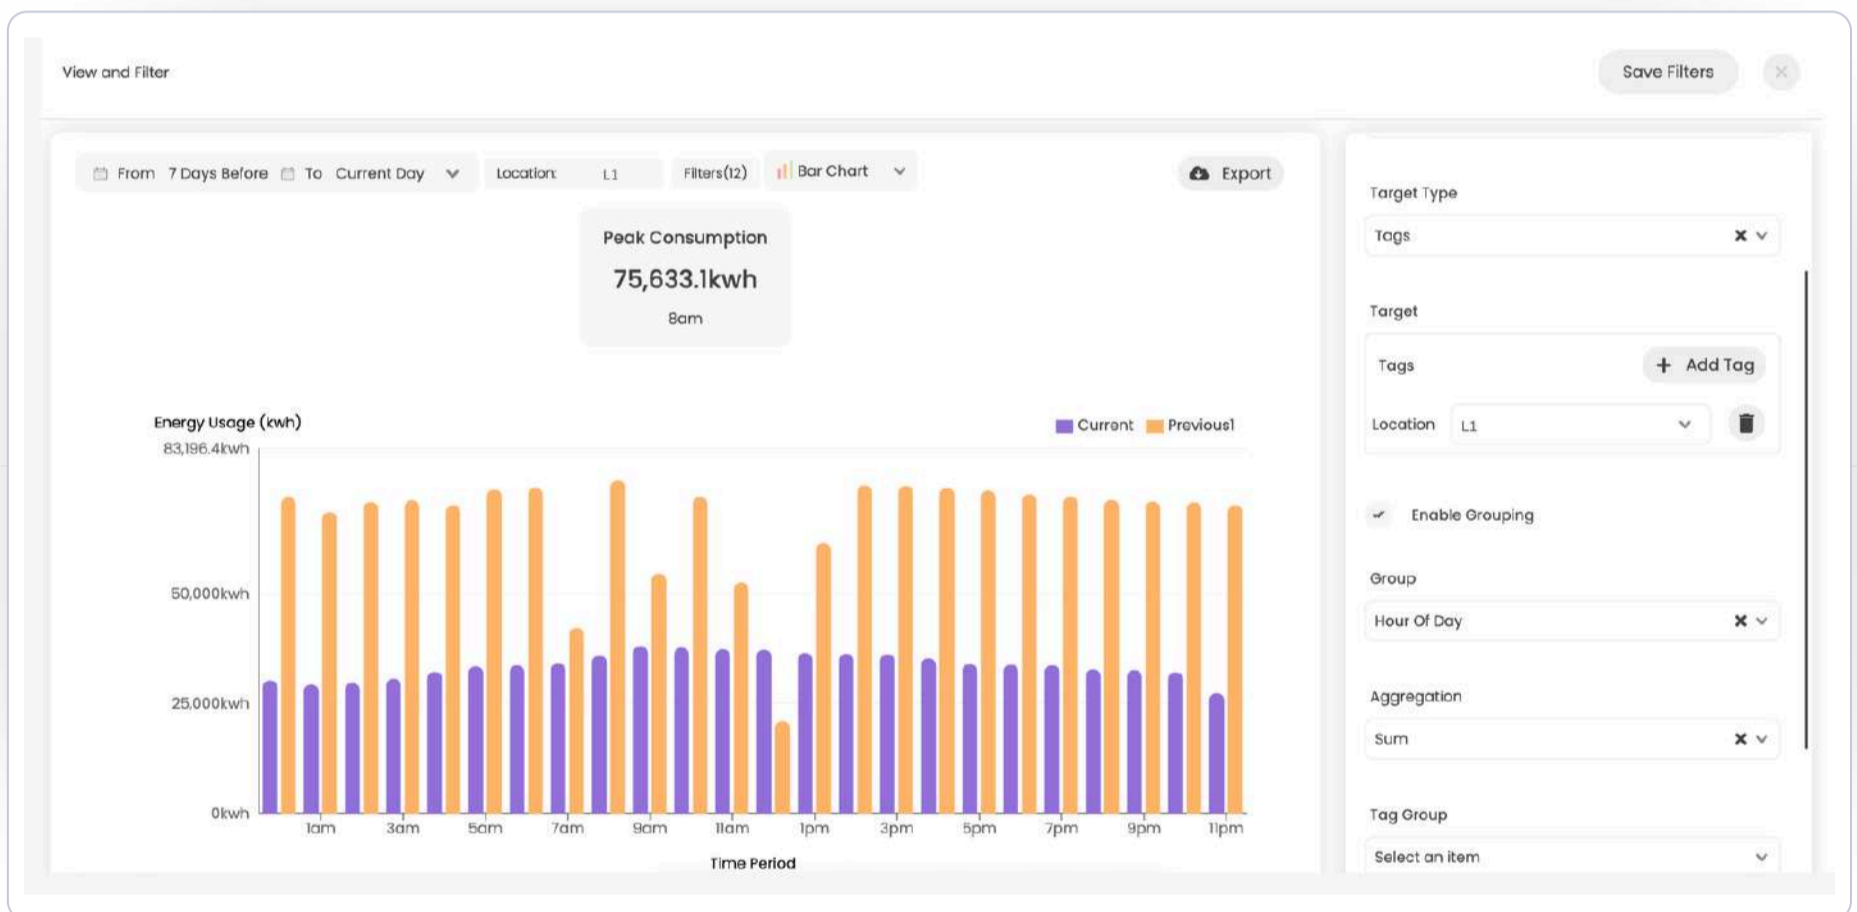 View and Filter
Save Filters
From 7 Days Before To Current Day
Location: L1
Filters(12)
Bar Chart
Export
Peak Consumption
75,633.1kwh
8am
Energy Usage (kwh)
Current Previous1
83,196.4kwh
50,000kwh
25,000kwh
0kwh
1am 3am 5am 7am 9am 11am 1pm 3pm 5pm 7pm 9pm 11pm
Time Period
Target Type
Tags
Target
Tags
+ Add Tag
Location L1
Enable Grouping
Group
Hour Of Day
Aggregation
Sum
Tag Group
Select an item